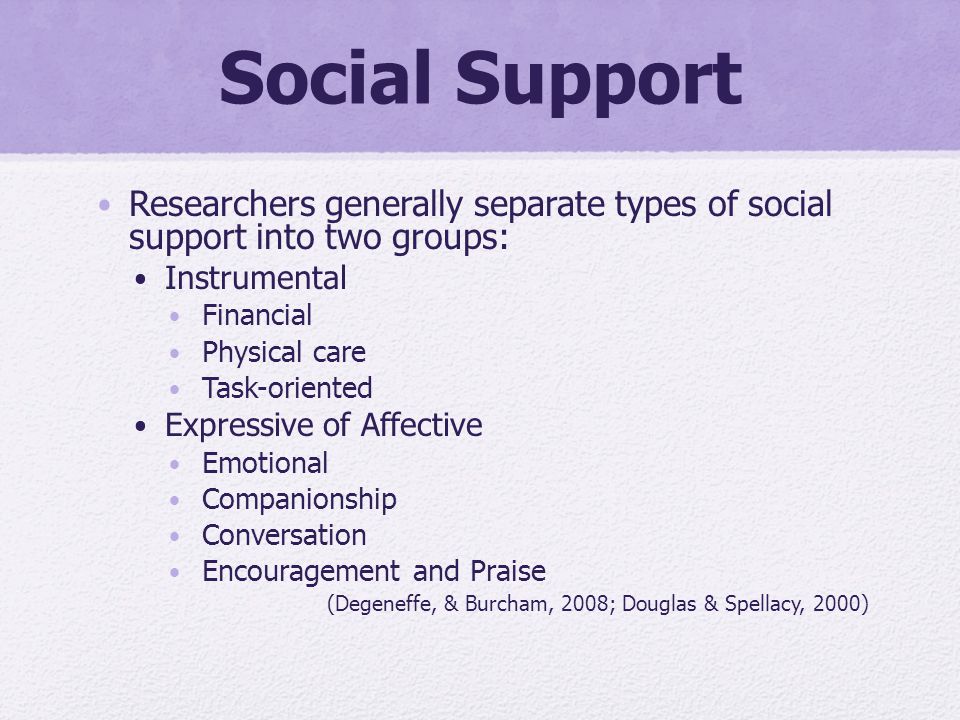 Social Support
• Researchers generally separate types of social
support into two groups:
• Instrumental
• Financial
• Physical care
• Task-oriented
• Expressive of Affective
• Emotional
• Companionship
• Conversation
• Encouragement and Praise
(Degeneffe, & Burcham, 2008; Douglas & Spellacy, 2000)